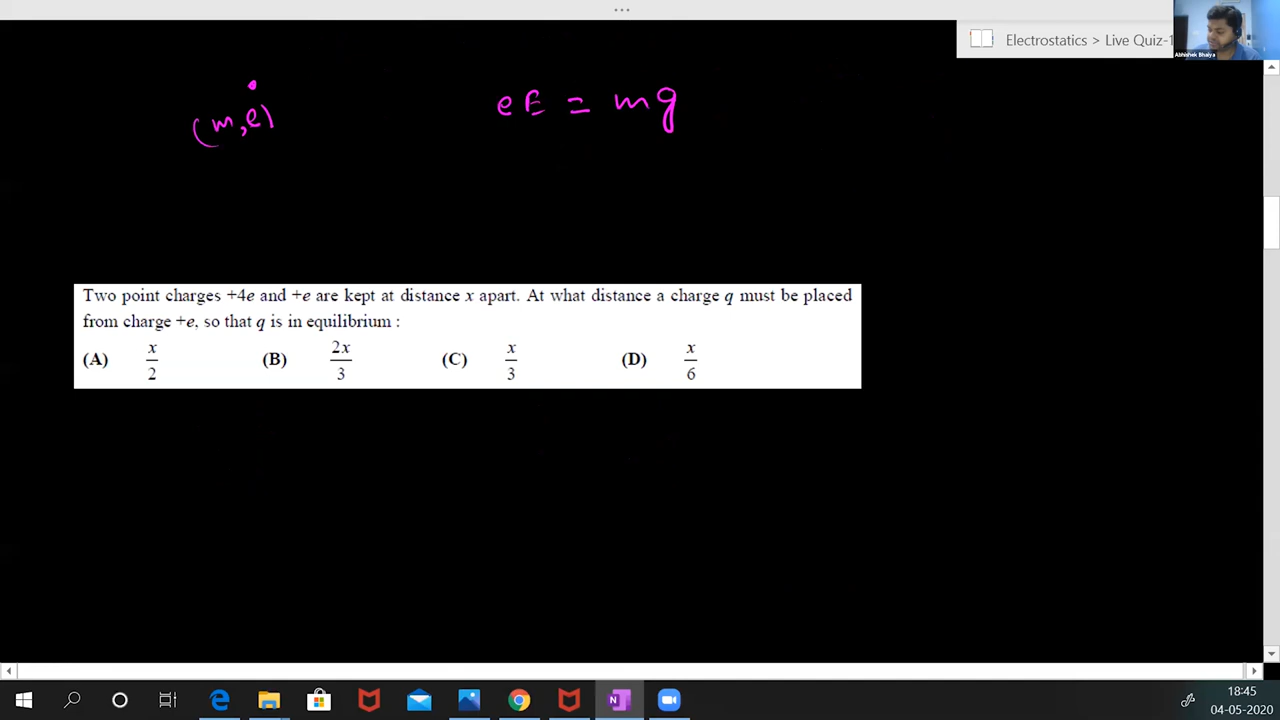 Electrostatics > Live Quiz-1
Abhishek Bhaiya
(m,e)
eE = mg
Two point charges +4e and +e are kept at distance x apart. At what distance a charge q must be placed
from charge +e, so that q is in equilibrium :
(A) x/2 (B) 2x/3 (C) x/3 (D) x/6
18:45
04-05-2020